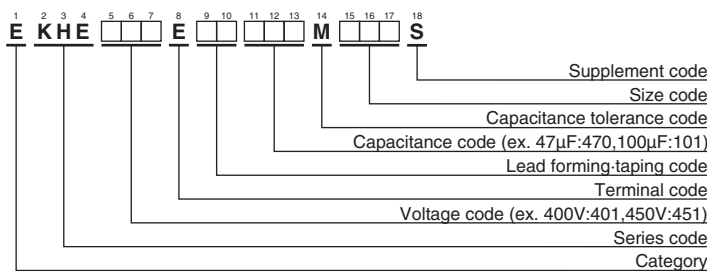 1 2 3 4 5 6 7 8 9 10 11 12 13 14 15 16 17 18
E KHE E M S
Supplement code
Size code
Capacitance tolerance code
Capacitance code (ex. 47μF:470,100μF:101)
Lead forming·taping code
Terminal code
Voltage code (ex. 400V:401,450V:451)
Series code
Category